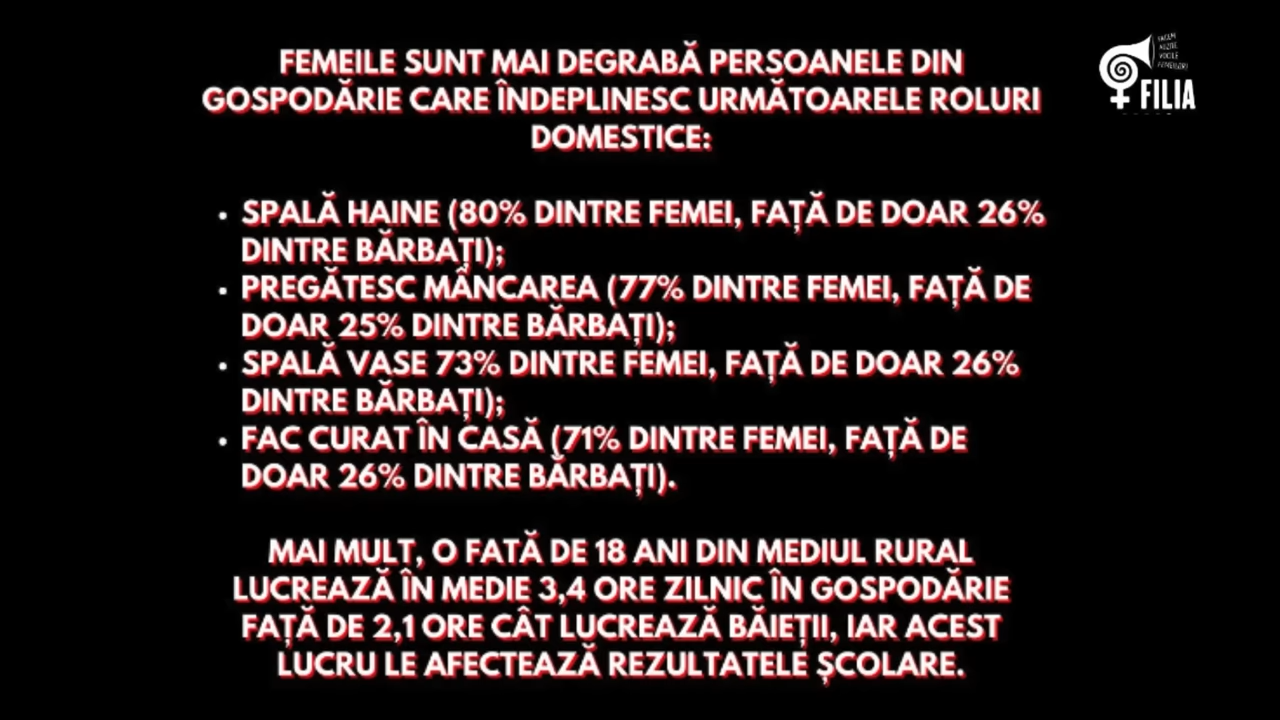 FEMEILE SUNT MAI DEGRABĂ PERSOANELE DIN
GOSPODĂRIE CARE ÎNDEPLINESC URMĂTOARELE ROLURI
DOMESTICE:
• SPALĂ HAINE (80% DINTRE FEMEI, FAȚĂ DE DOAR 26%
DINTRE BĂRBAȚI);
• PREGĂTESC MÂNCAREA (77% DINTRE FEMEI, FAȚĂ DE
DOAR 25% DINTRE BĂRBAȚI);
• SPALĂ VASE 73% DINTRE FEMEI, FAȚĂ DE DOAR 26%
DINTRE BĂRBAȚI);
• FAC CURAT ÎN CASĂ (71% DINTRE FEMEI, FAȚĂ DE
DOAR 26% DINTRE BĂRBAȚI).
MAI MULT, O FATĂ DE 18 ANI DIN MEDIUL RURAL
LUCREAZĂ ÎN MEDIE 3,4 ORE ZILNIC ÎN GOSPODĂRIE
FAȚĂ DE 2,1 ORE CÂT LUCREAZĂ BĂIEȚII, IAR ACEST
LUCRU LE AFECTEAZĂ REZULTATELE ȘCOLARE.
FACEM
AUZITE
VOCILE
FEMEILOR!
FILIA